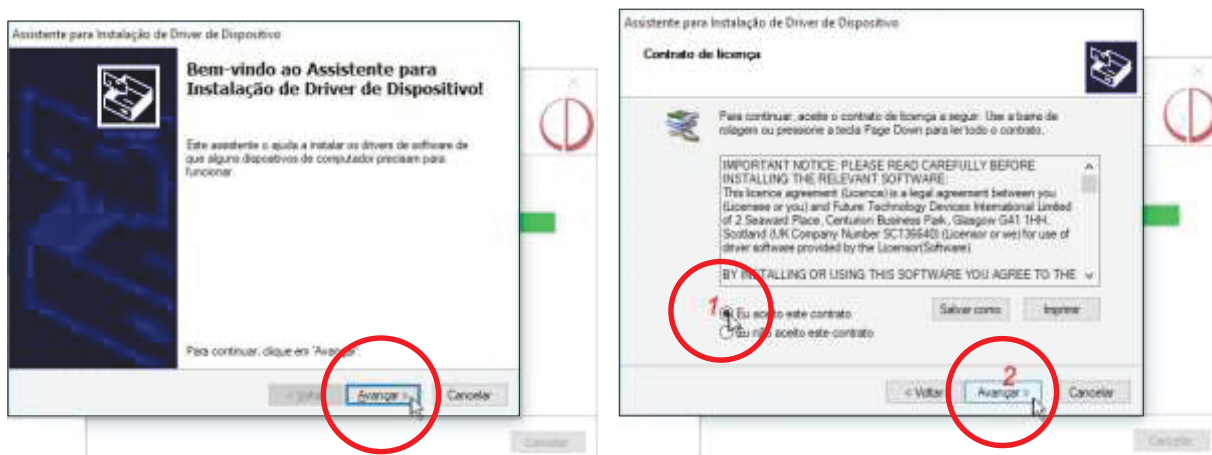 Assistente para Instalação de Driver de Dispositivo
Bem-vindo ao Assistente para
Instalação de Driver de Dispositivo!
Este assistente o ajuda a instalar os drivers de software de
que alguns dispositivos de computador precisam para
funcionar.
Para continuar, clique em 'Avançar'.
< Voltar
Avançar >
Cancelar
Cancelar
Assistente para Instalação de Driver de Dispositivo
Contrato de licença
Para continuar, aceite o contrato de licença a seguir. Use a barra de
rolagem ou pressione a tecla Page Down para ler todo o contrato.
IMPORTANT NOTICE: PLEASE READ CAREFULLY BEFORE
INSTALLING THE RELEVANT SOFTWARE:
This licence agreement (Licence) is a legal agreement between you
(Licensee or you) and Future Technology Devices International Limited
of 2 Seaward Place, Centurion Business Park, Glasgow G41 1HH,
Scotland (UK Company Number SC136640) (Licensor or we) for use of
driver software provided by the Licensor(Software).
BY INSTALLING OR USING THIS SOFTWARE YOU AGREE TO THE
1
Eu aceito este contrato
Salvar como
Imprimir
Eu não aceito este contrato
2
< Voltar
Avançar >
Cancelar
Cancelar